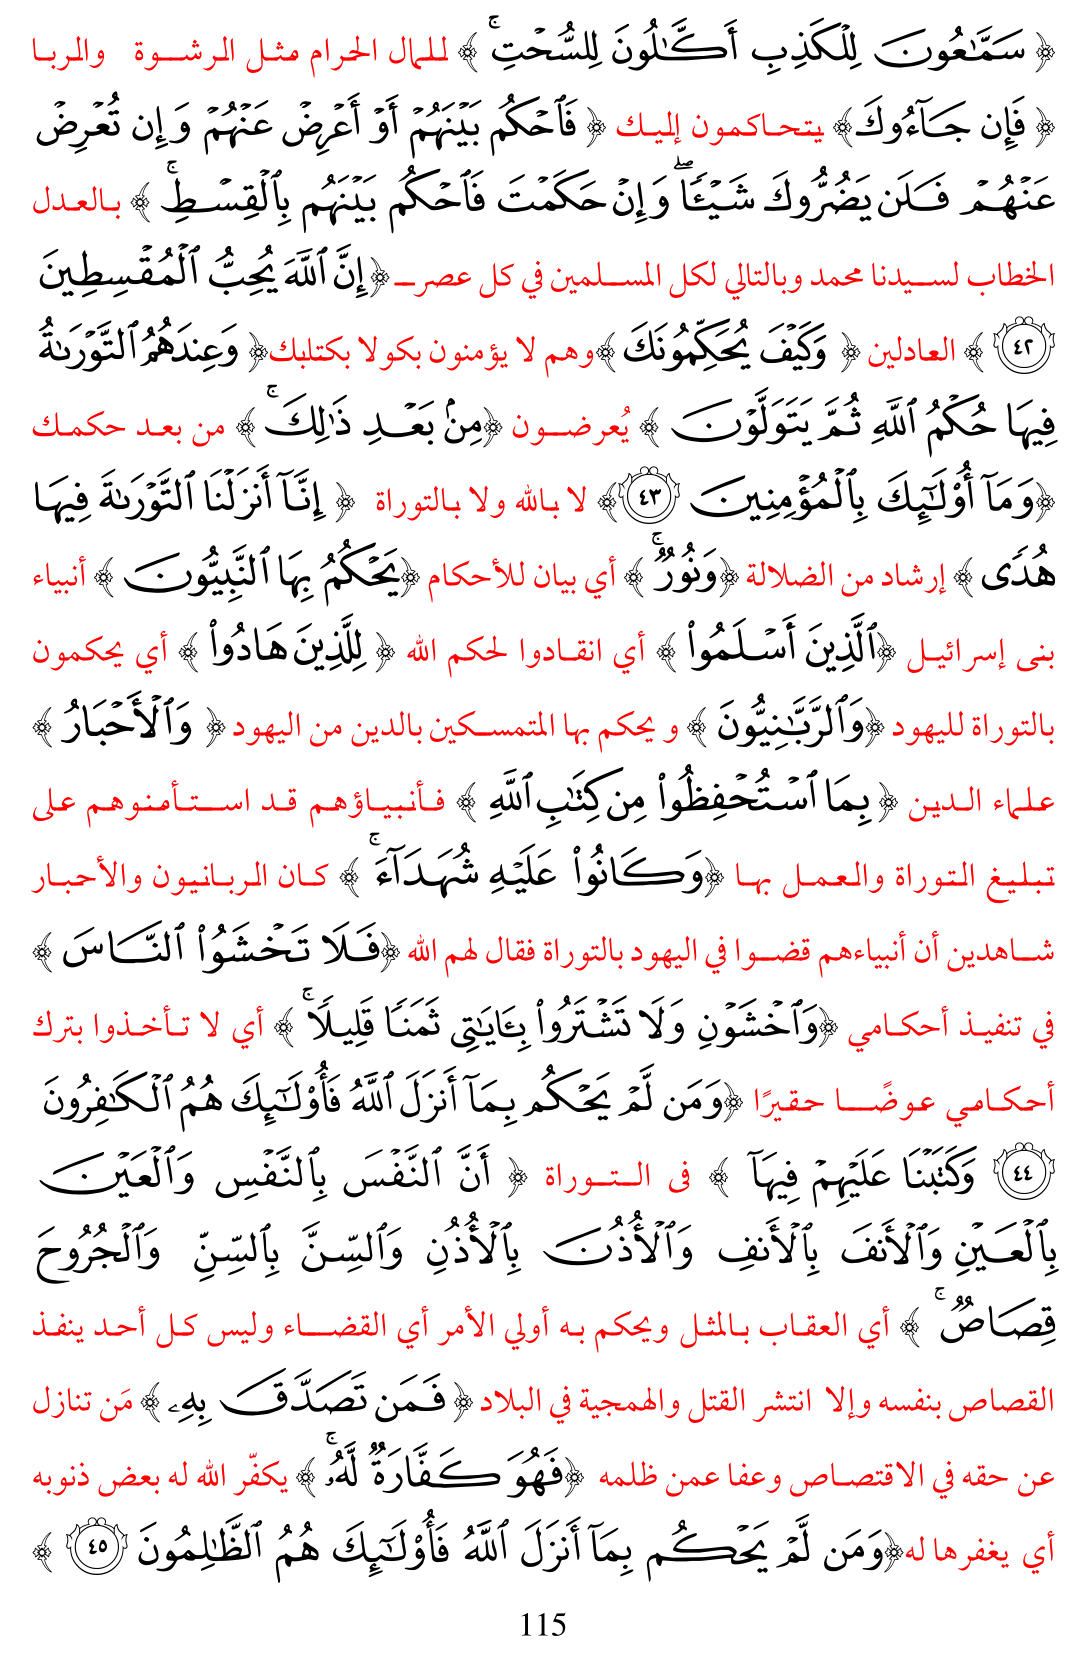 ﴿ سَمَّٰعُونَ لِلْكَذِبِ أَكَّٰلُونَ لِلسُّحْتِ ۚ ﴾ للمال الحرام مثل الرشوة والربا
﴿ فَإِن جَآءُوكَ﴾ يتحاكمون إليك ﴿ فَٱحْكُم بَيْنَهُمْ أَوْ أَعْرِضْ عَنْهُمْ وَإِن تُعْرِضْ
عَنْهُمْ فَلَن يَضُرُّوكَ شَيْـًٔا ۖ وَإِنْ حَكَمْتَ فَٱحْكُم بَيْنَهُم بِٱلْقِسْطِ ۚ ﴾ بالعدل
الخطاب لسيدنا محمد وبالتالي لكل المسلمين في كل عصر ﴿إِنَّ ٱللَّهَ يُحِبُّ ٱلْمُقْسِطِينَ
٤٢ ﴾ العادلين ﴿ وَكَيْفَ يُحَكِّمُونَكَ ﴾وهم لا يؤمنون بكولا بكتلبك﴿ وَعِندَهُمُ ٱلتَّوْرَىٰةُ
فِيهَا حُكْمُ ٱللَّهِ ثُمَّ يَتَوَلَّوْنَ ﴾ يُعرضون ﴿مِنۢ بَعْدِ ذَٰلِكَ ۚ ﴾ من بعد حكمك
﴿وَمَآ أُو۟لَٰٓئِكَ بِٱلْمُؤْمِنِينَ ٤٣﴾ لا بالله ولا بالتوراة ﴿ إِنَّآ أَنزَلْنَا ٱلتَّوْرَىٰةَ فِيهَا
هُدًى ﴾ إرشاد من الضلالة ﴿وَنُورٌ ۚ ﴾ أي بيان للأحكام ﴿يَحْكُمُ بِهَا ٱلنَّبِيُّونَ ﴾ أنبياء
بنى إسرائيل ﴿ٱلَّذِينَ أَسْلَمُوا۟ ﴾ أي انقادوا لحكم الله ﴿ لِلَّذِينَ هَادُوا۟ ﴾ أي يحكمون
بالتوراة لليهود ﴿وَٱلرَّبَّٰنِيُّونَ ﴾ و يحكم بها المتمسكين بالدين من اليهود ﴿ وَٱلْأَحْبَارُ ﴾
علماء الدين ﴿ بِمَا ٱسْتُحْفِظُوا۟ مِن كِتَٰبِ ٱللَّهِ ﴾ فأنبياؤهم قد استأمنوهم على
تبليغ التوراة والعمل بها ﴿وَكَانُوا۟ عَلَيْهِ شُهَدَآءَ ۚ ﴾ كان الربانيون والأحبار
شاهدين أن أنبياءهم قضوا في اليهود بالتوراة فقال لهم الله ﴿فَلَا تَخْشَوُا۟ ٱلنَّاسَ ﴾
في تنفيذ أحكامي ﴿وَٱخْشَوْنِ وَلَا تَشْتَرُوا۟ بِـَٔايَٰتِى ثَمَنًا قَلِيلًا ۚ ﴾ أي لا تأخذوا بترك
أحكامي عوضًا حقيرًا ﴿وَمَن لَّمْ يَحْكُم بِمَآ أَنزَلَ ٱللَّهُ فَأُو۟لَٰٓئِكَ هُمُ ٱلْكَٰفِرُونَ
٤٤ وَكَتَبْنَا عَلَيْهِمْ فِيهَآ ﴾ فى التوراة ﴿ أَنَّ ٱلنَّفْسَ بِٱلنَّفْسِ وَٱلْعَيْنَ
بِٱلْعَيْنِ وَٱلْأَنفَ بِٱلْأَنفِ وَٱلْأُذُنَ بِٱلْأُذُنِ وَٱلسِّنَّ بِٱلسِّنِّ وَٱلْجُرُوحَ
قِصَاصٌ ۚ ﴾ أي العقاب بالمثل ويحكم به أولي الأمر أي القضاء وليس كل أحد ينفذ
القصاص بنفسه وإلا انتشر القتل والهمجية في البلاد ﴿ فَمَن تَصَدَّقَ بِهِۦ ﴾ مَن تنازل
عن حقه في الاقتصاص وعفا عمن ظلمه ﴿فَهُوَ كَفَّارَةٌ لَّهُۥ ۚ ﴾ يكفّر الله له بعض ذنوبه
أي يغفرها له﴿وَمَن لَّمْ يَحْكُم بِمَآ أَنزَلَ ٱللَّهُ فَأُو۟لَٰٓئِكَ هُمُ ٱلظَّٰلِمُونَ ٤٥ ﴾
115